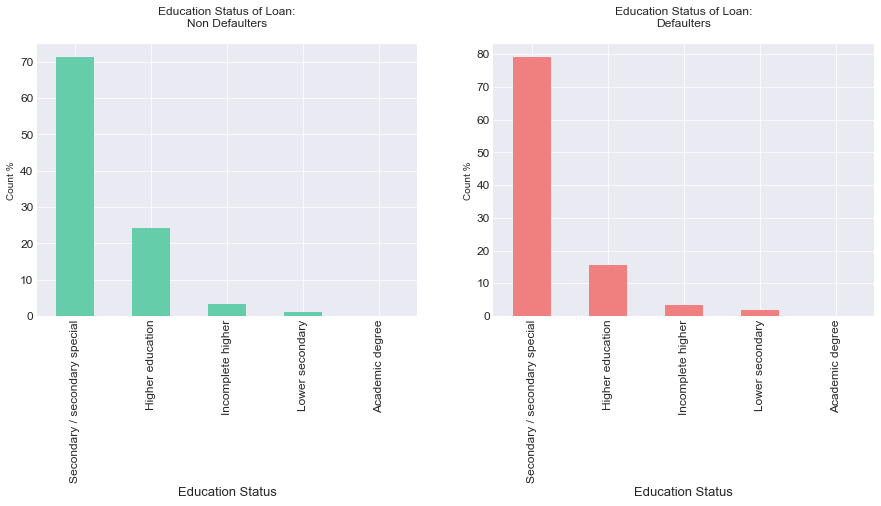 Education Status of Loan:
Non Defaulters
Count %
70
60
50
40
30
20
10
0
Secondary / secondary special
Higher education
Incomplete higher
Lower secondary
Academic degree
Education Status
Education Status of Loan:
Defaulters
Count %
80
70
60
50
40
30
20
10
0
Secondary / secondary special
Higher education
Incomplete higher
Lower secondary
Academic degree
Education Status